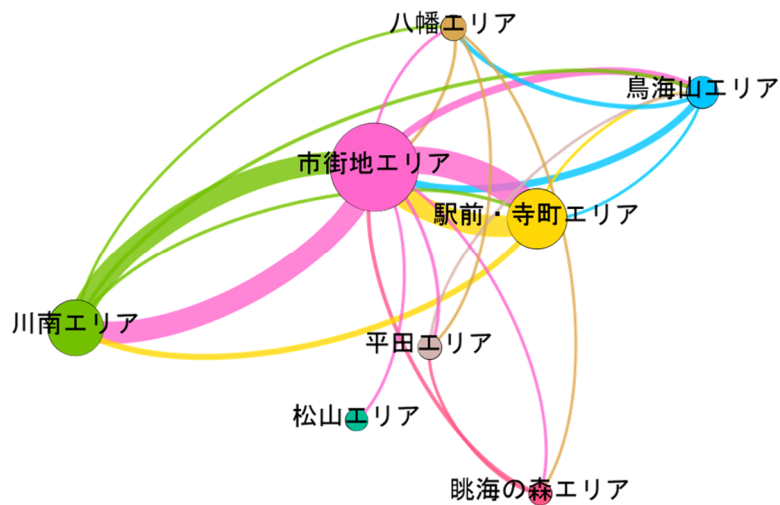 八幡エリア
鳥海山エリア
市街地エリア
駅前・寺町エリア
川南エリア
平田エリア
松山エリア
眺海の森エリア